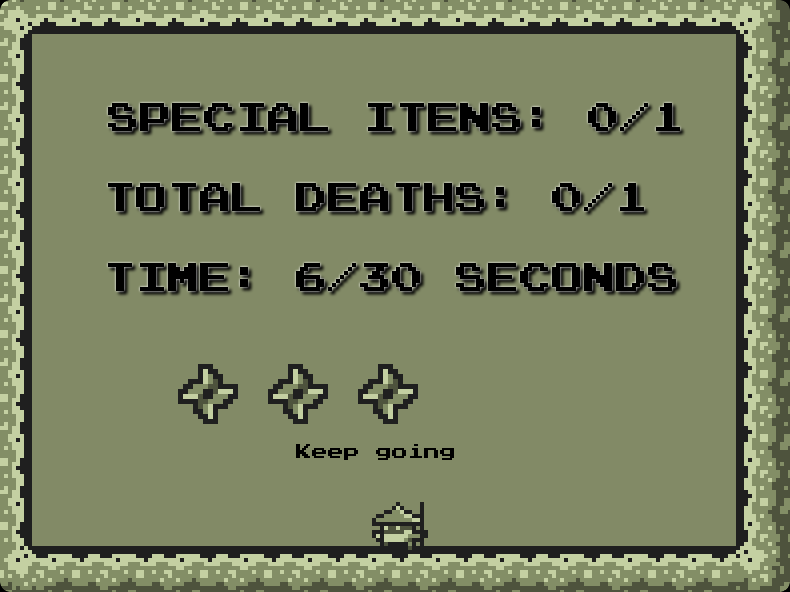 SPECIAL ITENS: 0/1
TOTAL DEATHS: 0/1
TIME: 6/30 SECONDS
Keep going